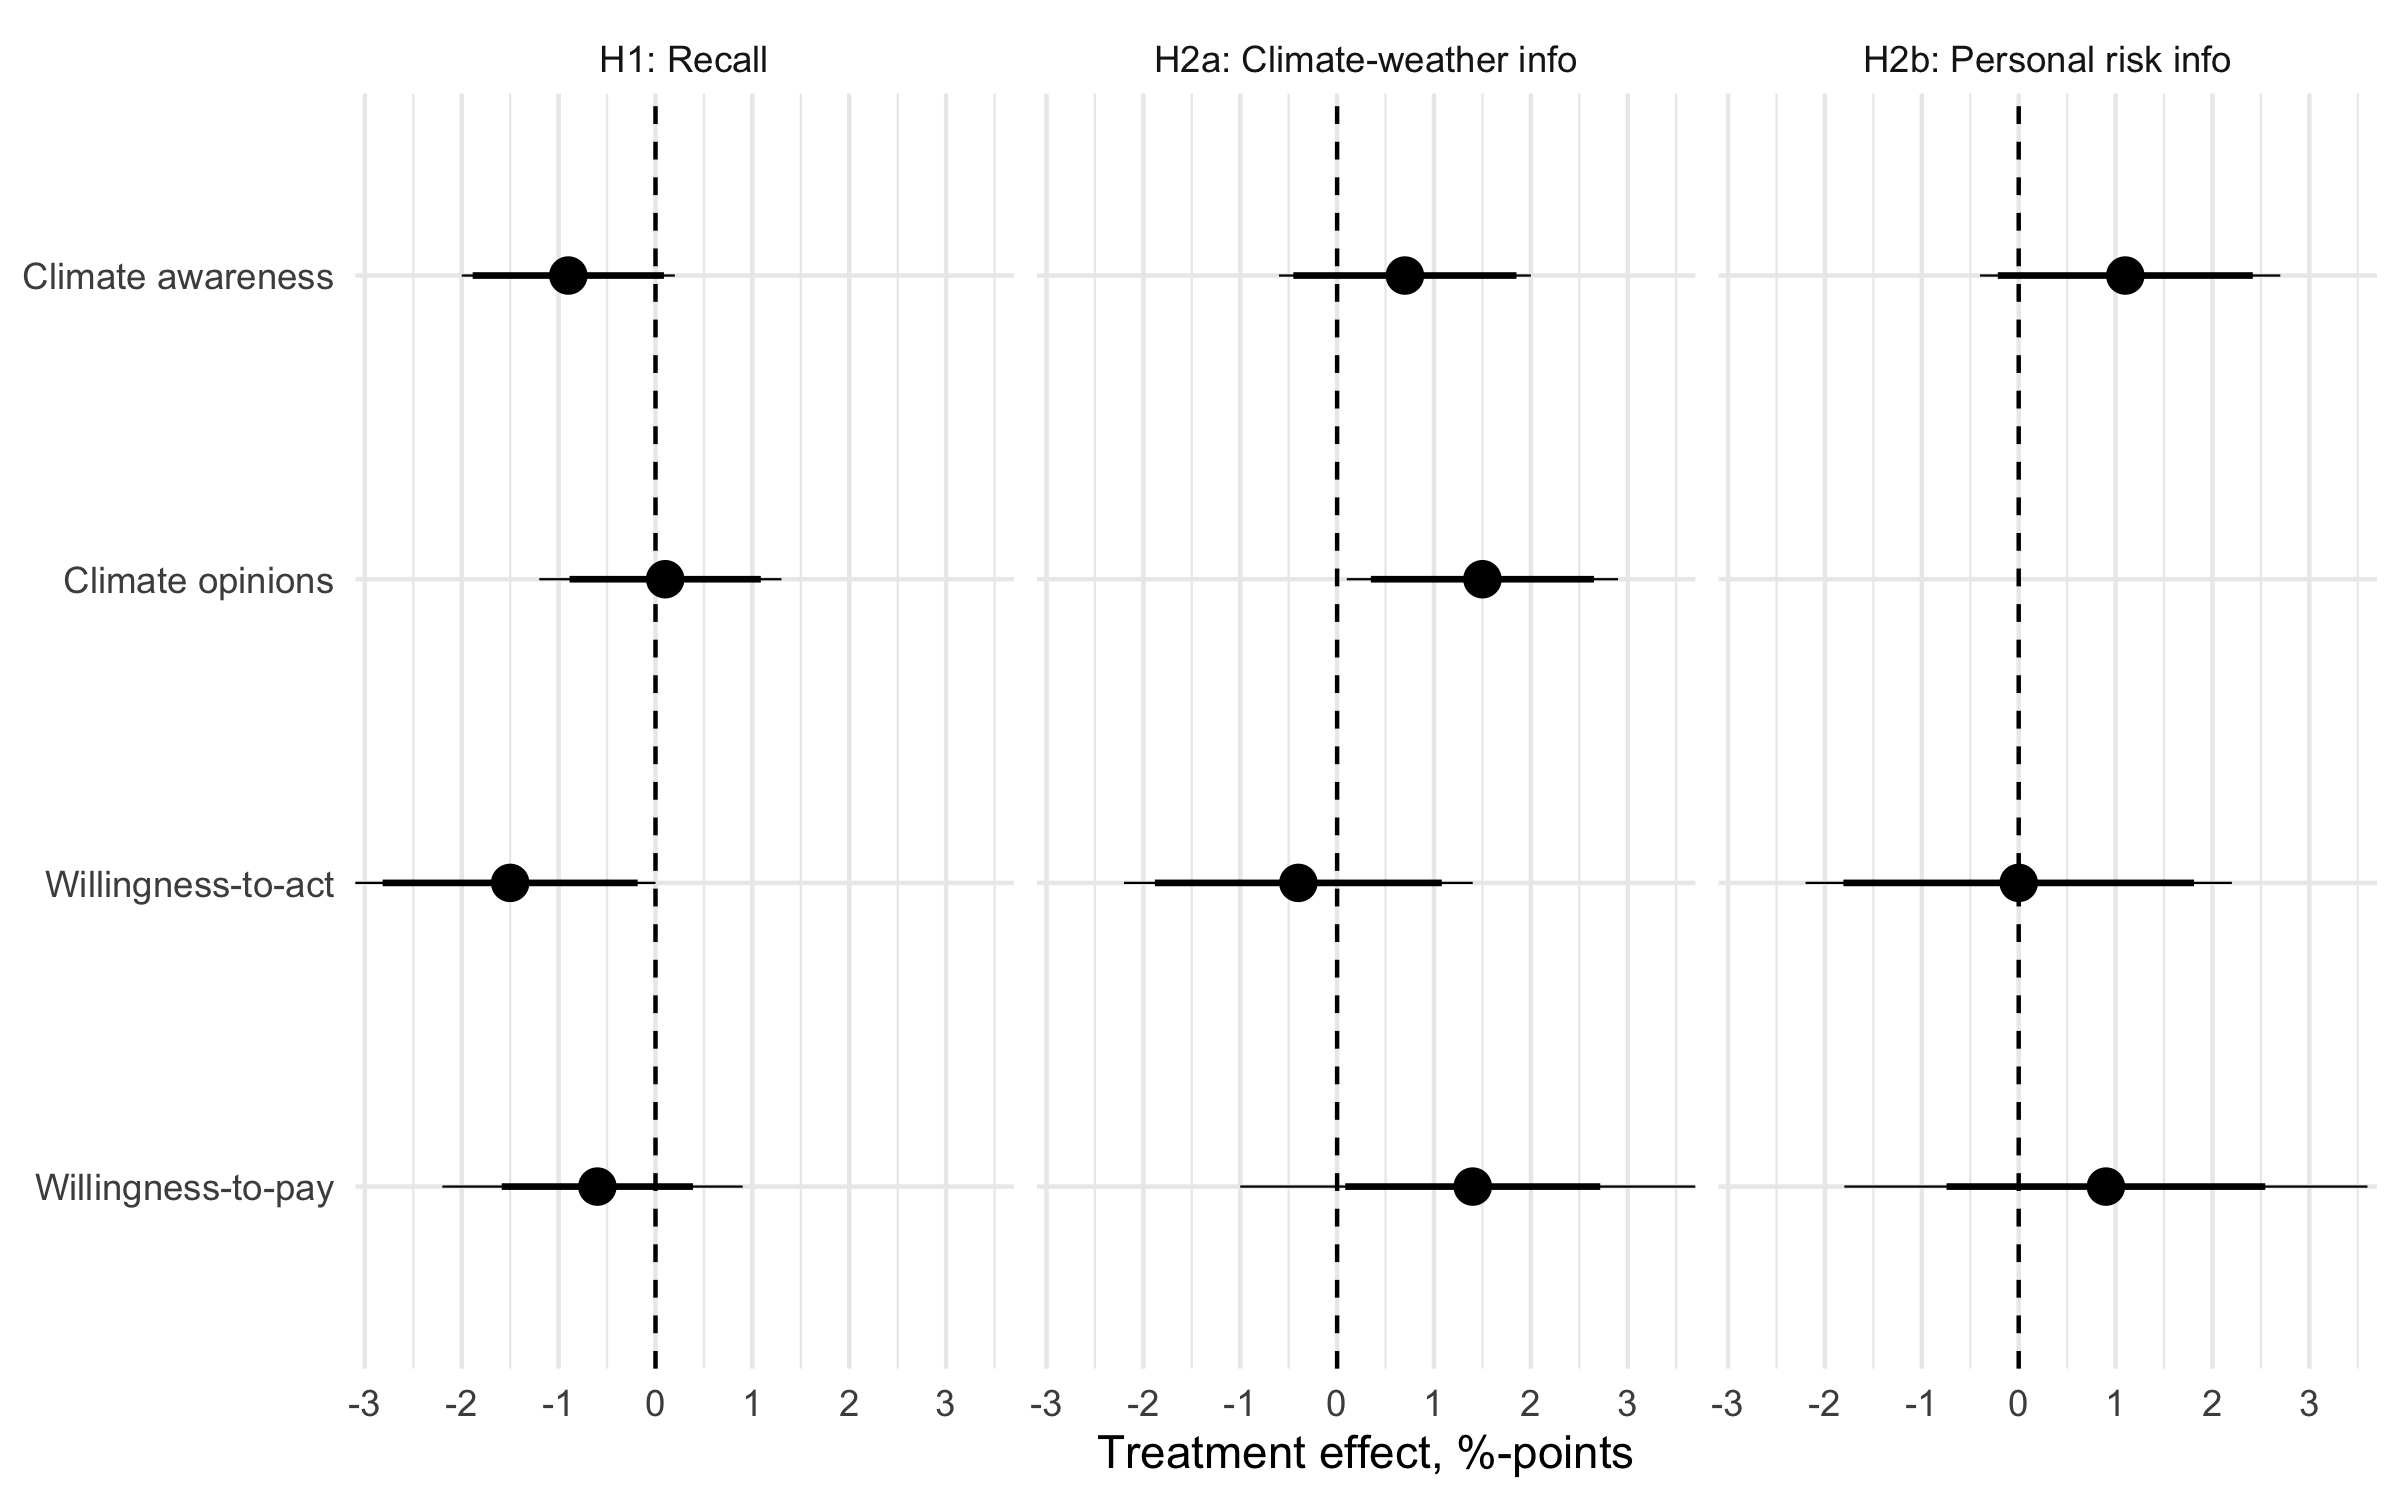 H1: Recall
H2a: Climate-weather info
H2b: Personal risk info
Climate awareness
Climate opinions
Willingness-to-act
Willingness-to-pay
-3 -2 -1 0 1 2 3
-3 -2 -1 0 1 2 3
-3 -2 -1 0 1 2 3
Treatment effect, %-points